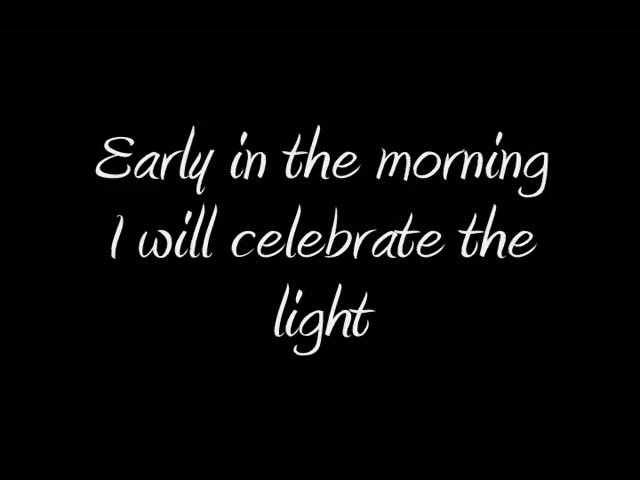 Early in the morning
I will celebrate the
light